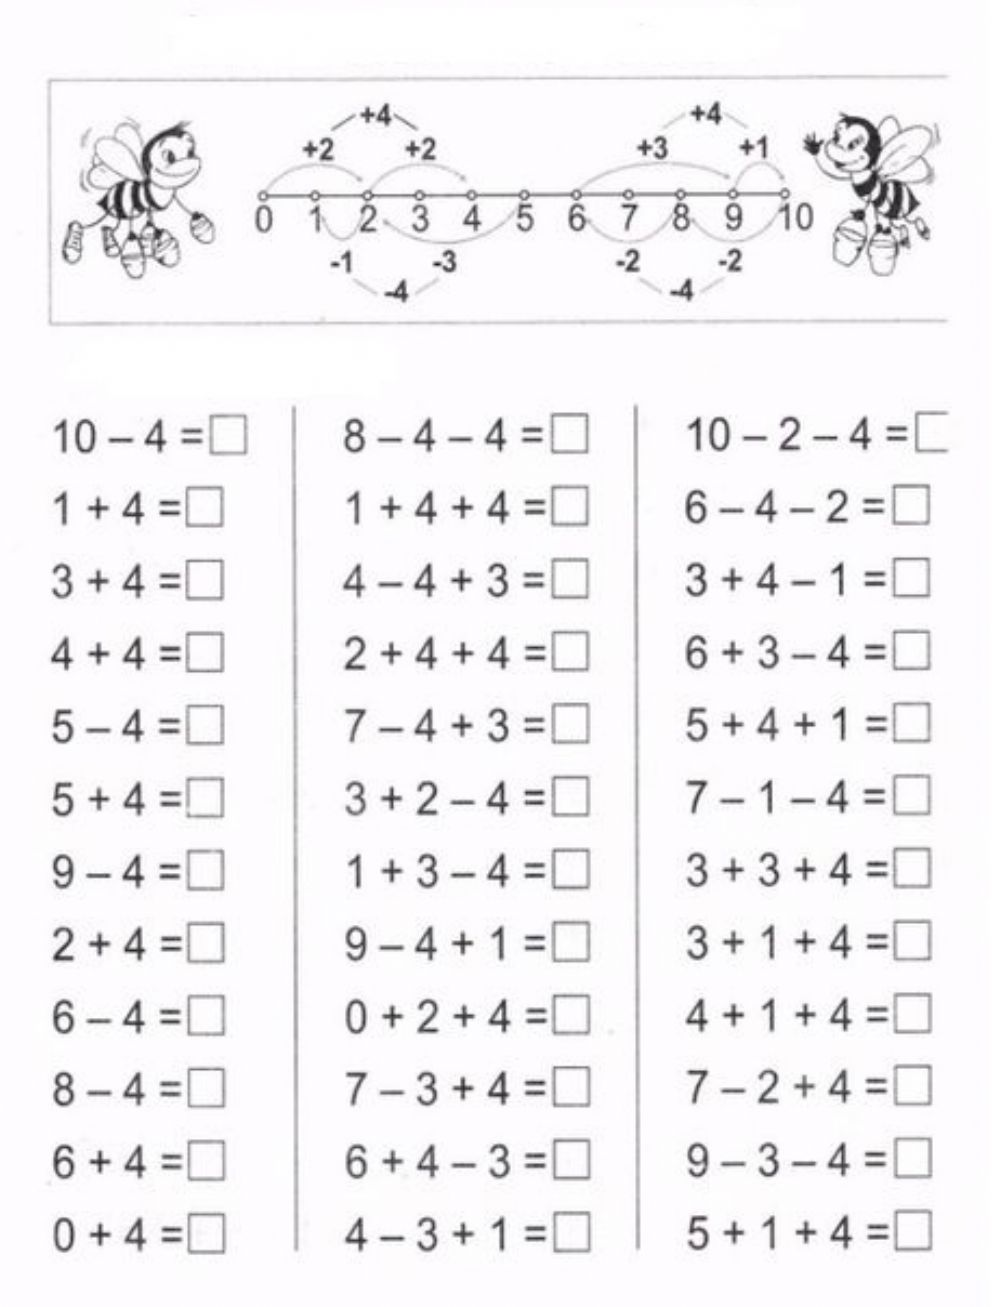 +4 +4
+2 +2 +3 +1
0 1 2 3 4 5 6 7 8 9 10
-1 -3 -2 -2
-4 -4
10 – 4 =
1 + 4 =
3 + 4 =
4 + 4 =
5 – 4 =
5 + 4 =
9 – 4 =
2 + 4 =
6 – 4 =
8 – 4 =
6 + 4 =
0 + 4 =
8 – 4 – 4 =
1 + 4 + 4 =
4 – 4 + 3 =
2 + 4 + 4 =
7 – 4 + 3 =
3 + 2 – 4 =
1 + 3 – 4 =
9 – 4 + 1 =
0 + 2 + 4 =
7 – 3 + 4 =
6 + 4 – 3 =
4 – 3 + 1 =
10 – 2 – 4 =
6 – 4 – 2 =
3 + 4 – 1 =
6 + 3 – 4 =
5 + 4 + 1 =
7 – 1 – 4 =
3 + 3 + 4 =
3 + 1 + 4 =
4 + 1 + 4 =
7 – 2 + 4 =
9 – 3 – 4 =
5 + 1 + 4 =